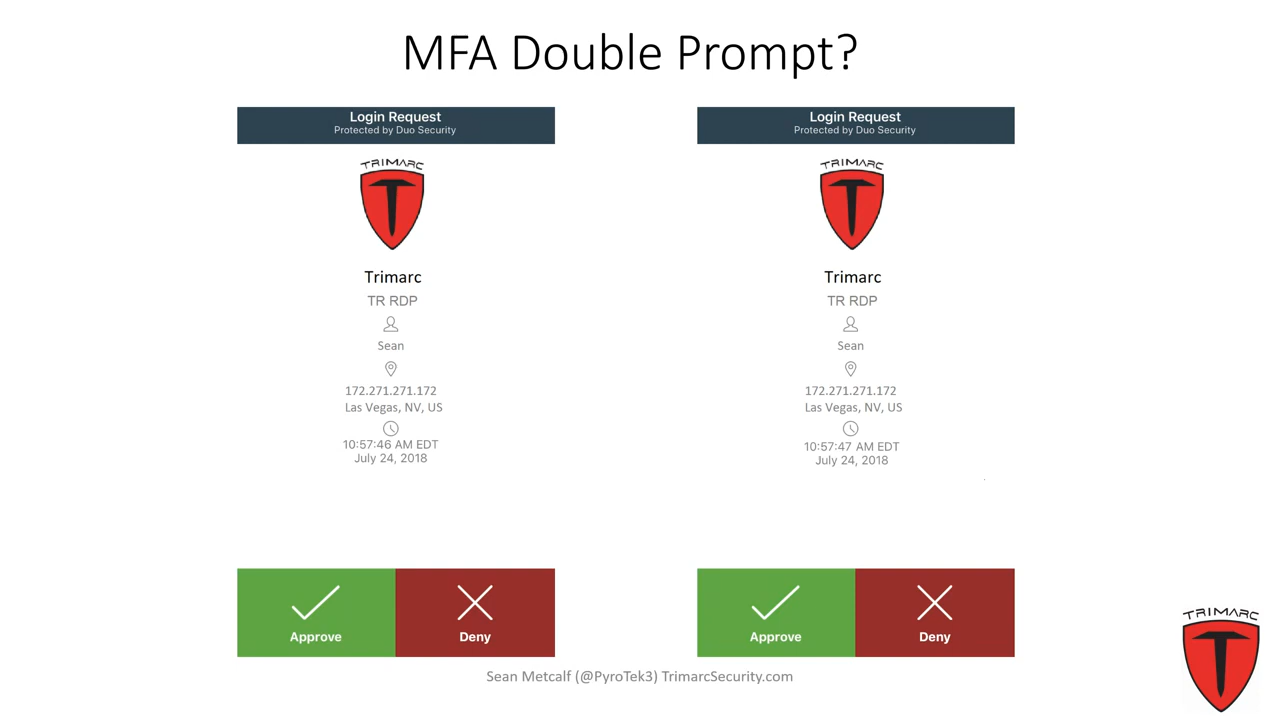 MFA Double Prompt?
Login Request
Protected by Duo Security
TRIMARC
Trimarc
TR RDP
Sean
172.271.271.172
Las Vegas, NV, US
10:57:46 AM EDT
July 24, 2018
Approve
Deny
Login Request
Protected by Duo Security
TRIMARC
Trimarc
TR RDP
Sean
172.271.271.172
Las Vegas, NV, US
10:57:47 AM EDT
July 24, 2018
Approve
Deny
Sean Metcalf (@PyroTek3) TrimarcSecurity.com
TRIMARC